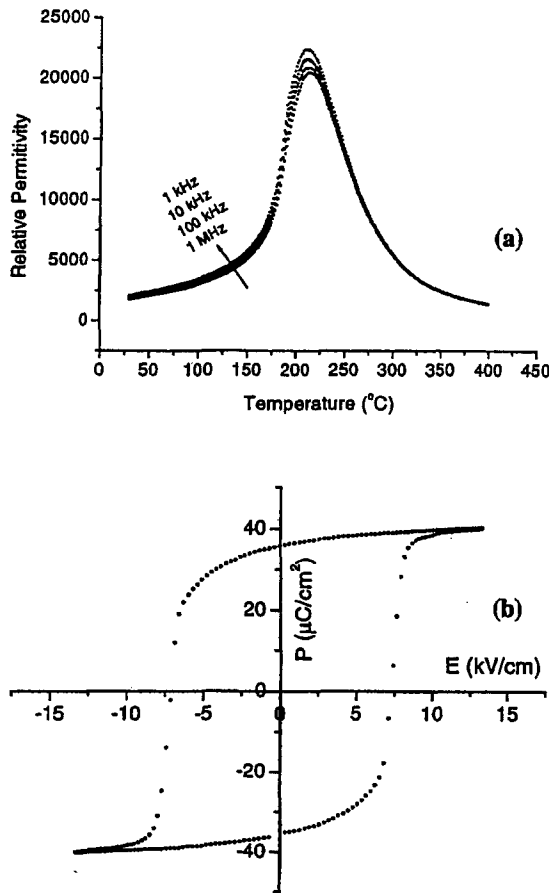 25000
20000
15000
10000
5000
0
Relative Permitivity
1 kHz
10 kHz
100 kHz
1 MHz
(a)
0 50 100 150 200 250 300 350 400 450
Temperature (°C)
40
20
0
-20
-40
P (μC/cm²)
(b)
E (kV/cm)
-15 -10 -5 0 5 10 15